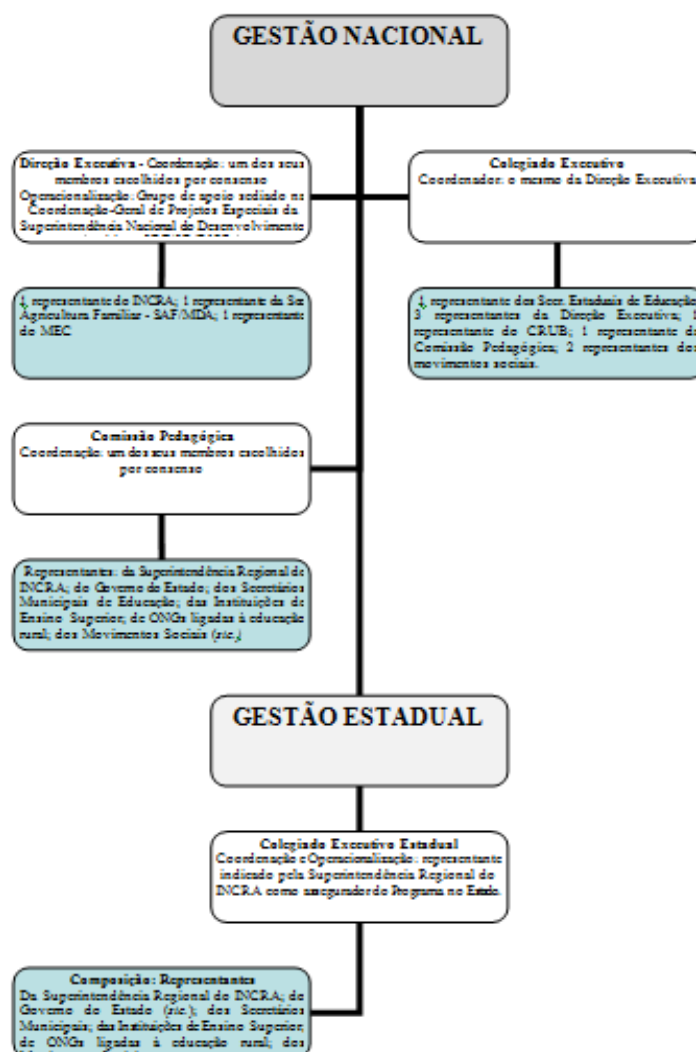 GESTÃO NACIONAL
Direção Executiva - Coordenação: um dos seus
membros escolhidos por consenso
Operacionalização: Grupo de apoio sediado na
Coordenação-Geral de Projetos Especiais da
Superintendência Nacional do Desenvolvimento
Colegiado Executivo
Coordenador: o mesmo da Direção Executiva
1 representante do INCRA; 1 representante da Sec
Agricultura Familiar - SAF/MDA; 1 representante
do MEC
1 representante dos Secr. Estaduais de Educação;
3 representantes da Direção Executiva; 1
representante do CRUB; 1 representante da
Comissão Pedagógica; 2 representantes dos
movimentos sociais.
Comissão Pedagógica
Coordenação: um dos seus membros escolhidos
por consenso
Representantes: da Superintendência Regional do
INCRA; do Governo do Estado; dos Secretários
Municipais de Educação; das Instituições de
Ensino Superior; de ONGs ligadas à educação
rural; dos Movimentos Sociais (sic.)
GESTÃO ESTADUAL
Colegiado Executivo Estadual
Coordenação e Operacionalização: representante
indicado pela Superintendência Regional do
INCRA como assegurador do Programa no Estado.
Composição: Representantes
Da Superintendência Regional do INCRA; do
Governo do Estado (sic.); dos Secretários
Municipais; das Instituições de Ensino Superior;
de ONGs ligadas à educação rural; dos